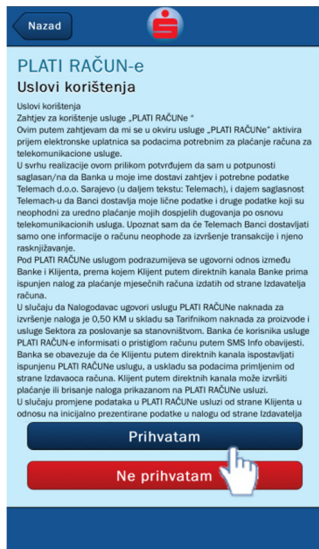 Nazad
PLATI RAČUN-e
Uslovi korištenja
Uslovi korištenja
Zahtjev za korištenje usluge „PLATI RAČUNe “
Ovim putem zahtjevam da mi se u okviru usluge „PLATI RAČUNe” aktivira
prijem elektronske uplatnica sa podacima potrebnim za plaćanje računa za
telekomunikacione usluge.
U svrhu realizacije ovom prilikom potvrđujem da sam u potpunosti
saglasan/na da Banka u moje ime dostavi zahtjev i potrebne podatke
Telemach d.o.o. Sarajevo (u daljem tekstu: Telemach), i dajem saglasnost
Telemach-u da Banci dostavlja moje lične podatke i druge podatke koji su
neophodni za uredno plaćanje mojih dospjelih dugovanja po osnovu
telekomunikacionih usluga. Upoznat sam da će Telemach Banci dostavljati
samo one informacije o računu neophode za izvršenje transakcije i njeno
rasknjižavanje.
Pod PLATI RAČUNe uslugom podrazumijeva se ugovorni odnos između
Banke i Klijenta, prema kojem Klijent putem direktnih kanala Banke prima
ispunjen nalog za plaćanje mjesečnih računa izdatih od strane Izdavatelja
računa.
U slučaju da Nalogodavac ugovori uslugu PLATI RAČUNe naknada za
izvršenje naloga je 0,50 KM u skladu sa Tarifnikom naknada za proizvode i
usluge Sektora za poslovanje sa stanovništvom. Banka će korisnika usluge
PLATI RAČUN-e informisati o pristiglom računu putem SMS Info obavijesti.
Banka se obavezuje da će Klijentu putem direktnih kanala ispostavljati
ispunjenu PLATI RAČUNe uslugu, a uskladu sa podacima primljenim od
strane Izdavaoca računa. Klijent putem direktnih kanala može izvršiti
plaćanje ili brisanje naloga prikazanom na PLATI RAČUNe usluzi.
U slučaju promjene podataka u PLATI RAČUNe usluzi od strane Klijenta u
odnosu na inicijalno prezentirane podatke u nalogu od strane Izdavatelja
Prihvatam
Ne prihvatam